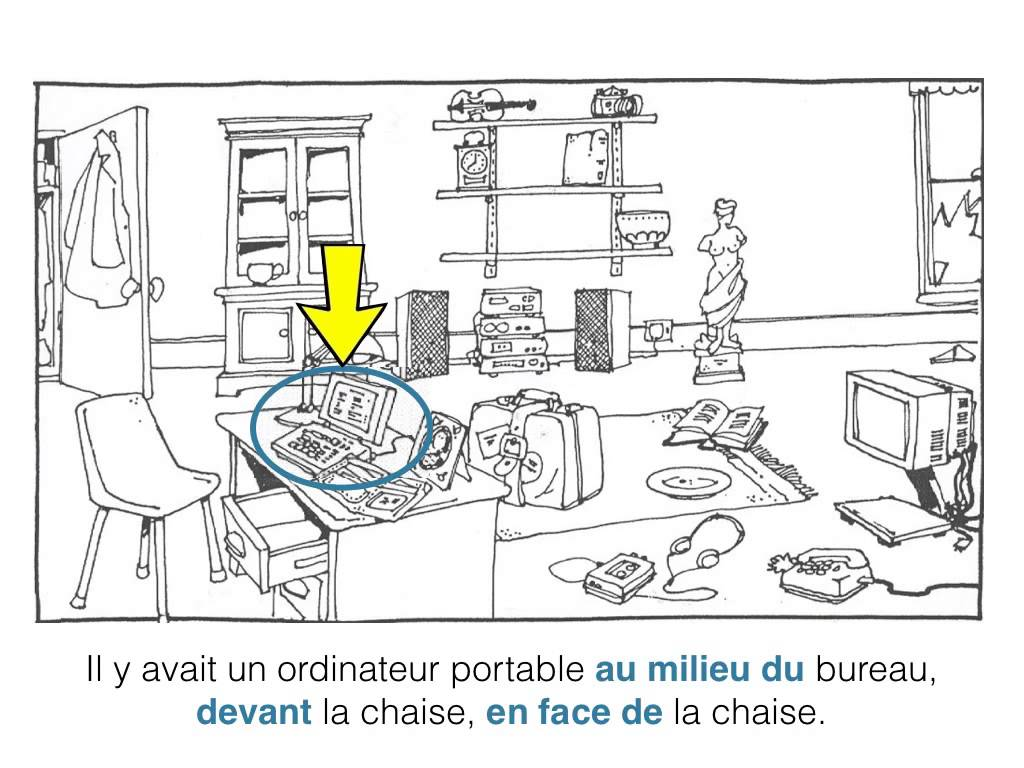 Il y avait un ordinateur portable au milieu du bureau,
devant la chaise, en face de la chaise.